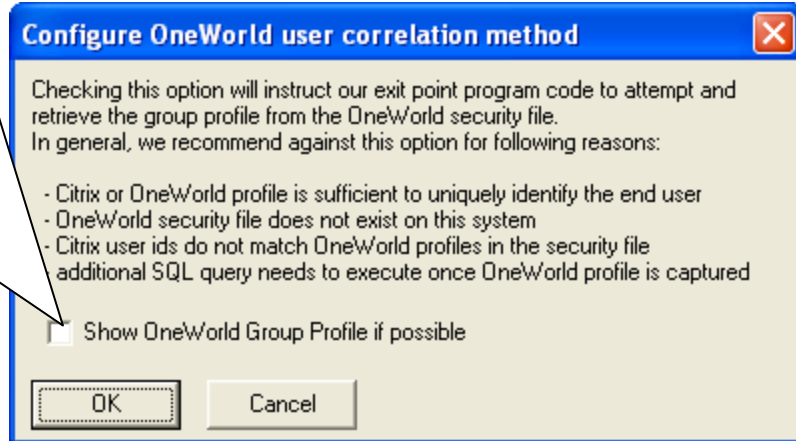 Configure OneWorld user correlation method
Checking this option will instruct our exit point program code to attempt and
retrieve the group profile from the OneWorld security file.
In general, we recommend against this option for following reasons:
- Citrix or OneWorld profile is sufficient to uniquely identify the end user
- OneWorld security file does not exist on this system
- Citrix user ids do not match OneWorld profiles in the security file
- additional SQL query needs to execute once OneWorld profile is captured
Show OneWorld Group Profile if possible
OK
Cancel